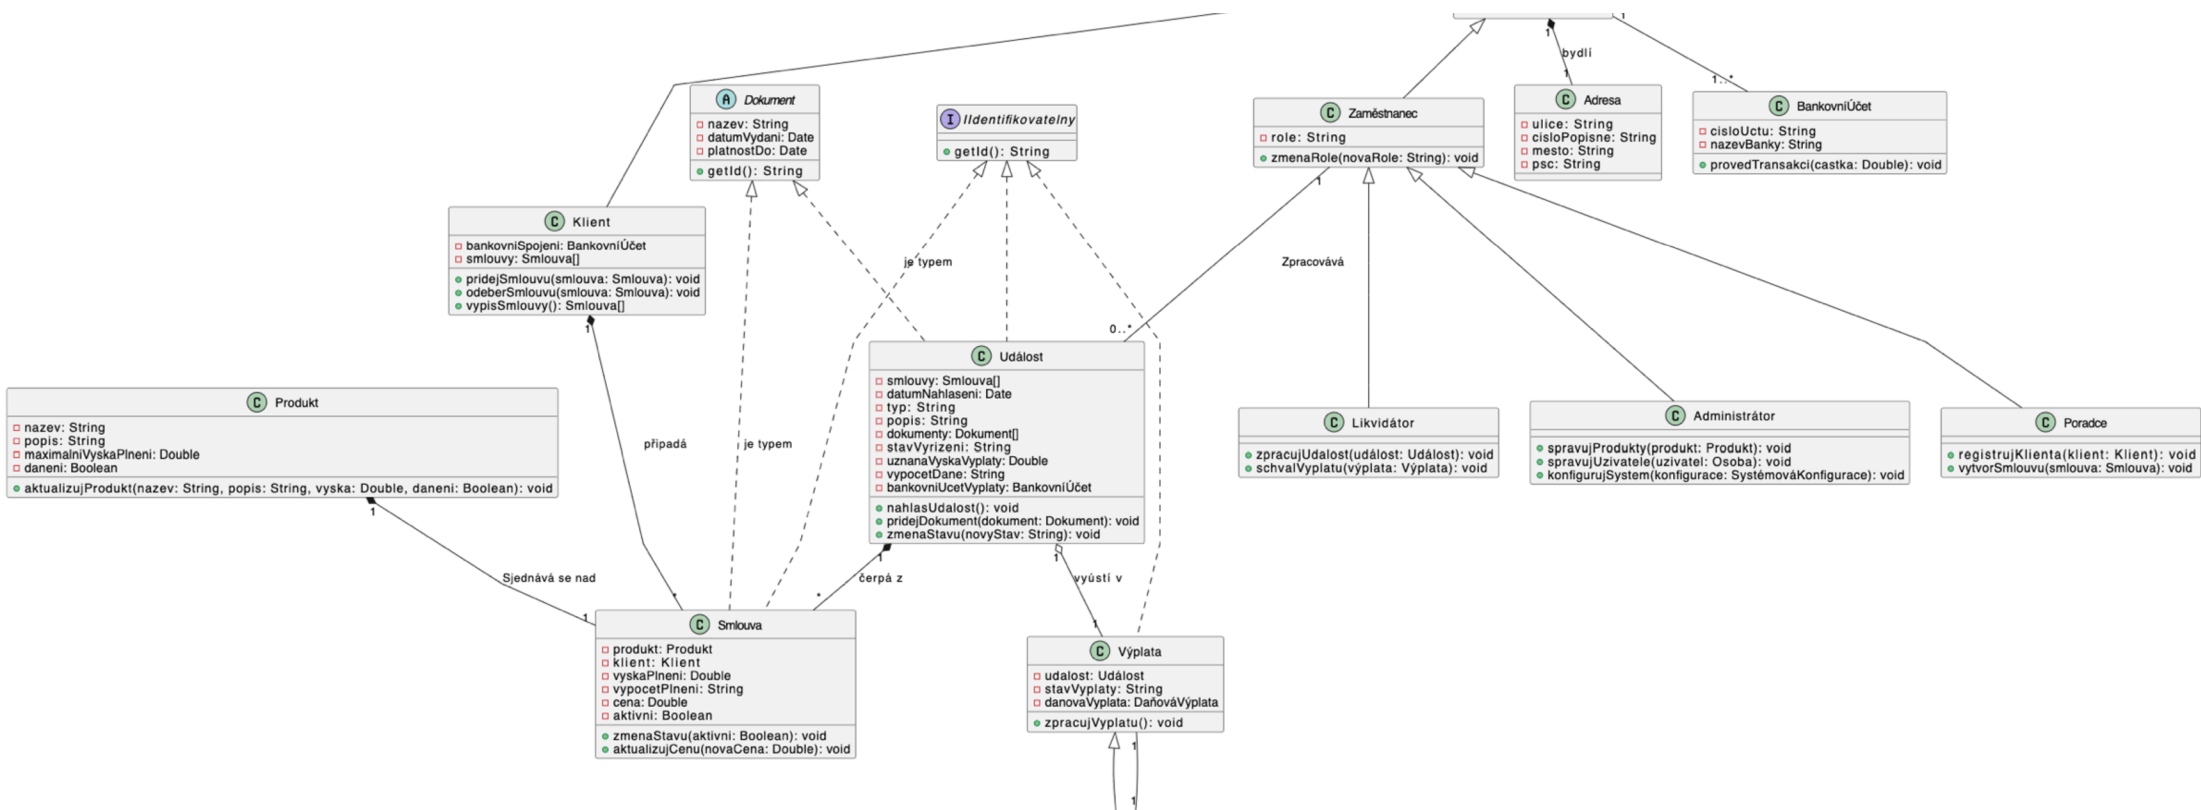 1
1
bydlí
1
1..*
A Dokument
nazev: String
datumVydani: Date
platnostDo: Date
getId(): String
I IIdentifikovatelny
getId(): String
C Zaměstnanec
role: String
zmenaRole(novaRole: String): void
C Adresa
ulice: String
cisloPopisne: String
mesto: String
psc: String
C BankovníÚčet
cisloUctu: String
nazevBanky: String
provedTransakci(castka: Double): void
C Klient
bankovniSpojeni: BankovníÚčet
smlouvy: Smlouva[]
pridejSmlouvu(smlouva: Smlouva): void
odeberSmlouvu(smlouva: Smlouva): void
vypisSmlouvy(): Smlouva[]
1
je typem
1
Zpracovává
0..*
C Produkt
nazev: String
popis: String
maximalniVyskaPlneni: Double
daneni: Boolean
aktualizujProdukt(nazev: String, popis: String, vyska: Double, daneni: Boolean): void
1
připadá
je typem
C Událost
smlouvy: Smlouva[]
datumNahlaseni: Date
typ: String
popis: String
dokumenty: Dokument[]
stavVyrizeni: String
uznanaVyskaVyplaty: Double
vypocetDane: String
bankovniUcetVyplaty: BankovníÚčet
nahlasUdalost(): void
pridejDokument(dokument: Dokument): void
zmenaStavu(novyStav: String): void
C Likvidátor
zpracujUdalost(událost: Událost): void
schvalVyplatu(výplata: Výplata): void
C Administrátor
spravujProdukty(produkt: Produkt): void
spravujUzivatele(uzivatel: Osoba): void
konfigurujSystem(konfigurace: SystémováKonfigurace): void
C Poradce
registrujKlienta(klient: Klient): void
vytvorSmlouvu(smlouva: Smlouva): void
1
1
Sjednává se nad
čerpá z
vyústí v
*
*
1
1
C Smlouva
produkt: Produkt
klient: Klient
vyskaPlneni: Double
vypocetPlneni: String
cena: Double
aktivni: Boolean
zmenaStavu(aktivni: Boolean): void
aktualizujCenu(novaCena: Double): void
C Výplata
udalost: Událost
stavVyplaty: String
danovaVyplata: DaňováVýplata
zpracujVyplatu(): void
1
1